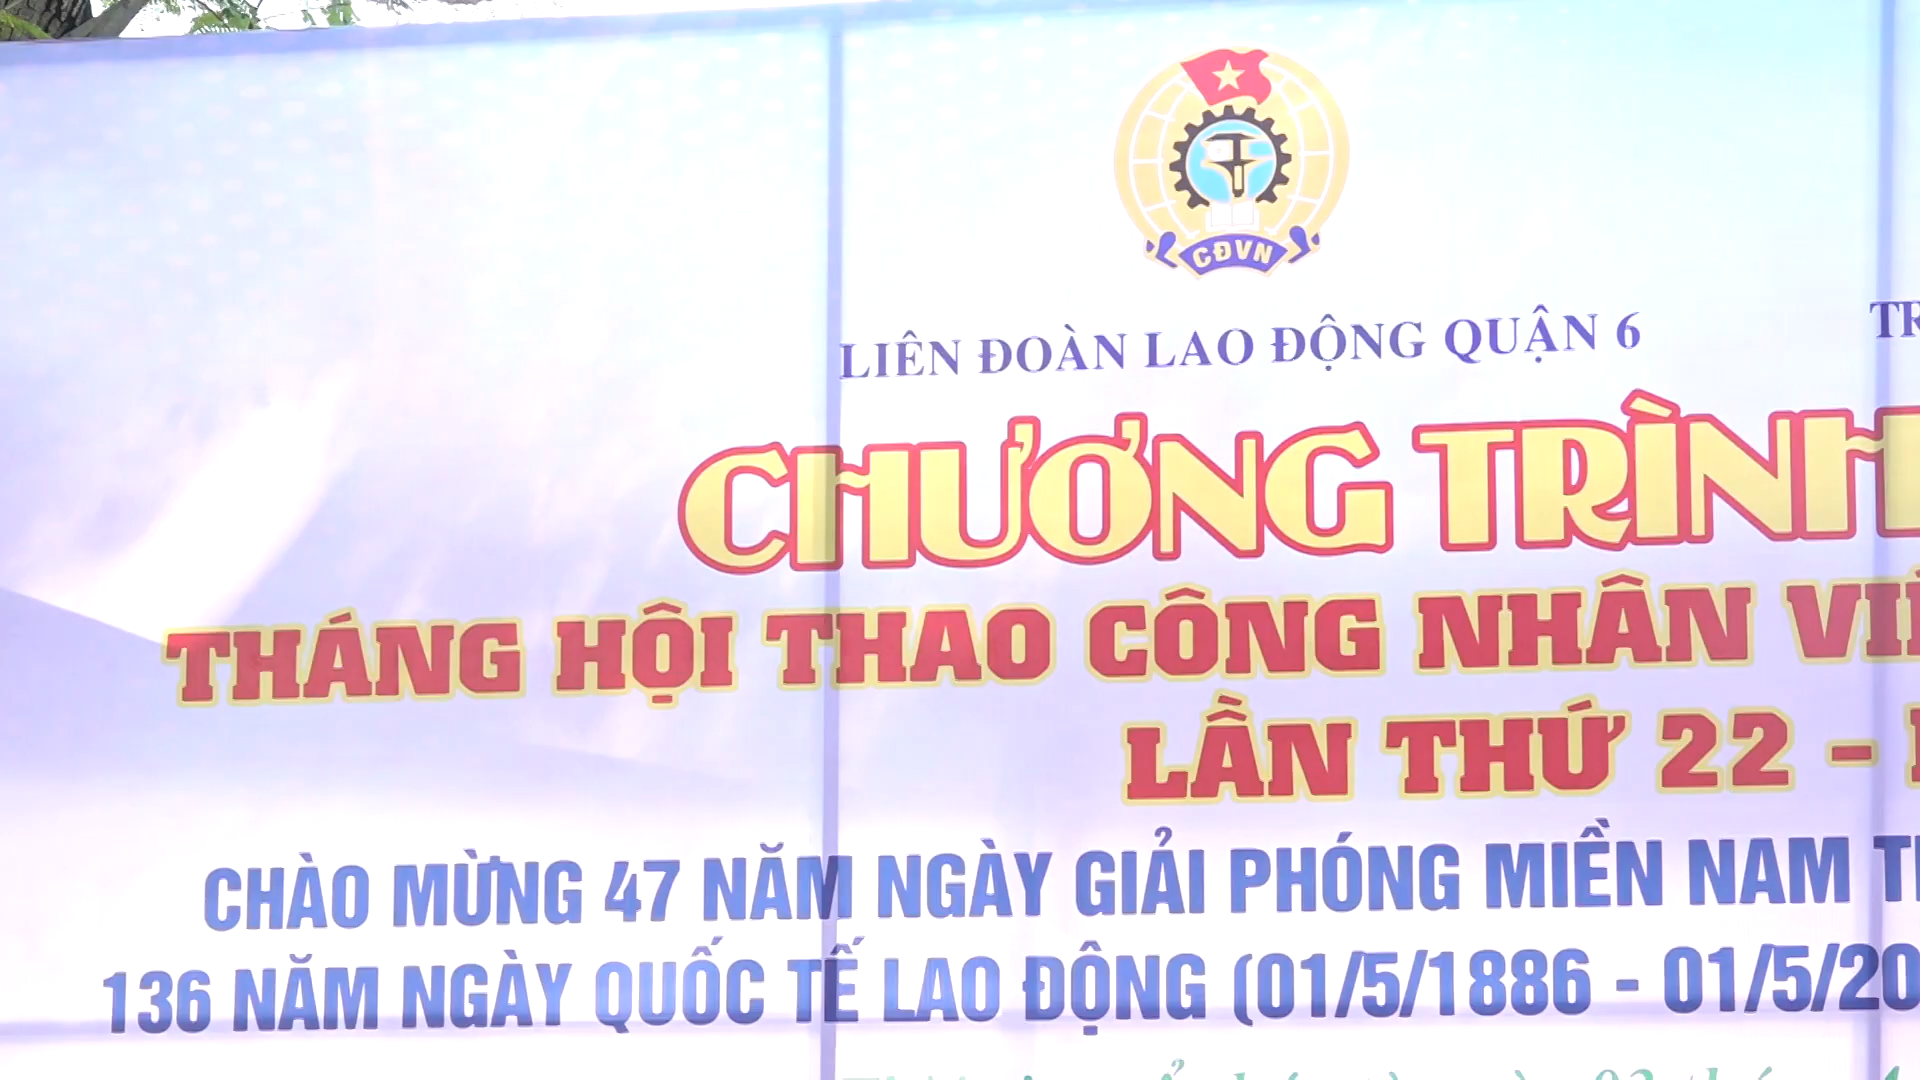 CĐVN
LIÊN ĐOÀN LAO ĐỘNG QUẬN 6
CHƯƠNG TRÌNH
THÁNG HỘI THAO CÔNG NHÂN
LẦN THỨ 22 -
CHÀO MỪNG 47 NĂM NGÀY GIẢI PHÓNG MIỀN NAM
136 NĂM NGÀY QUỐC TẾ LAO ĐỘNG (01/5/1886 - 01/5/20